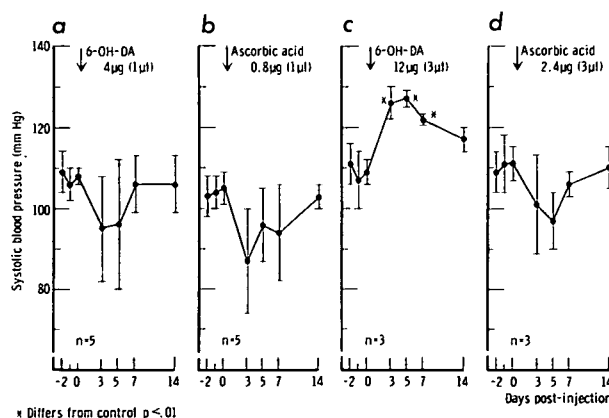 a
b
c
d
6-OH-DA
4µg (1µl)
Ascorbic acid
0.8µg (1µl)
6-OH-DA
12µg (3µl)
Ascorbic acid
2.4µg (3µl)
Systolic blood pressure (mm Hg)
140
120
100
80
* * *
n=5
n=5
n=3
n=3
-2 0 3 5 7 14
-2 0 3 5 7 14
-2 0 3 5 7 14
-2 0 3 5 7 14
Days post-injection
* Differs from control p<.01